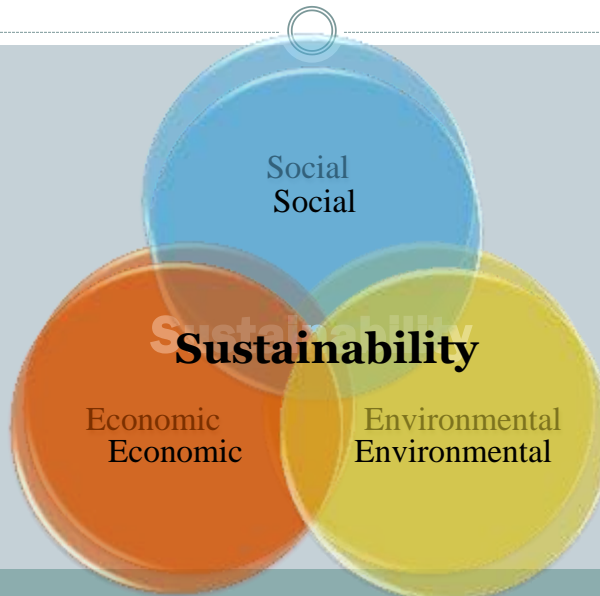 Social
Social
Sustainability
Sustainability
Economic Environmental
Economic Environmental